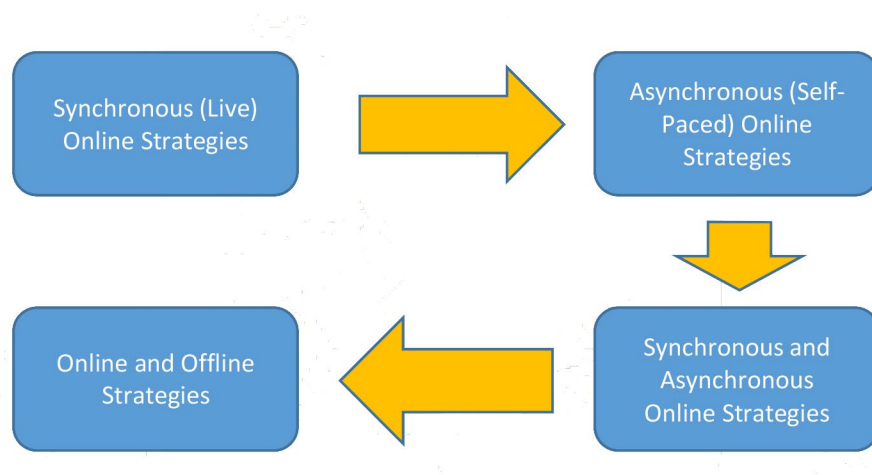 Synchronous (Live)
Online Strategies
Asynchronous (Self-
Paced) Online
Strategies
Synchronous and
Asynchronous
Online Strategies
Online and Offline
Strategies